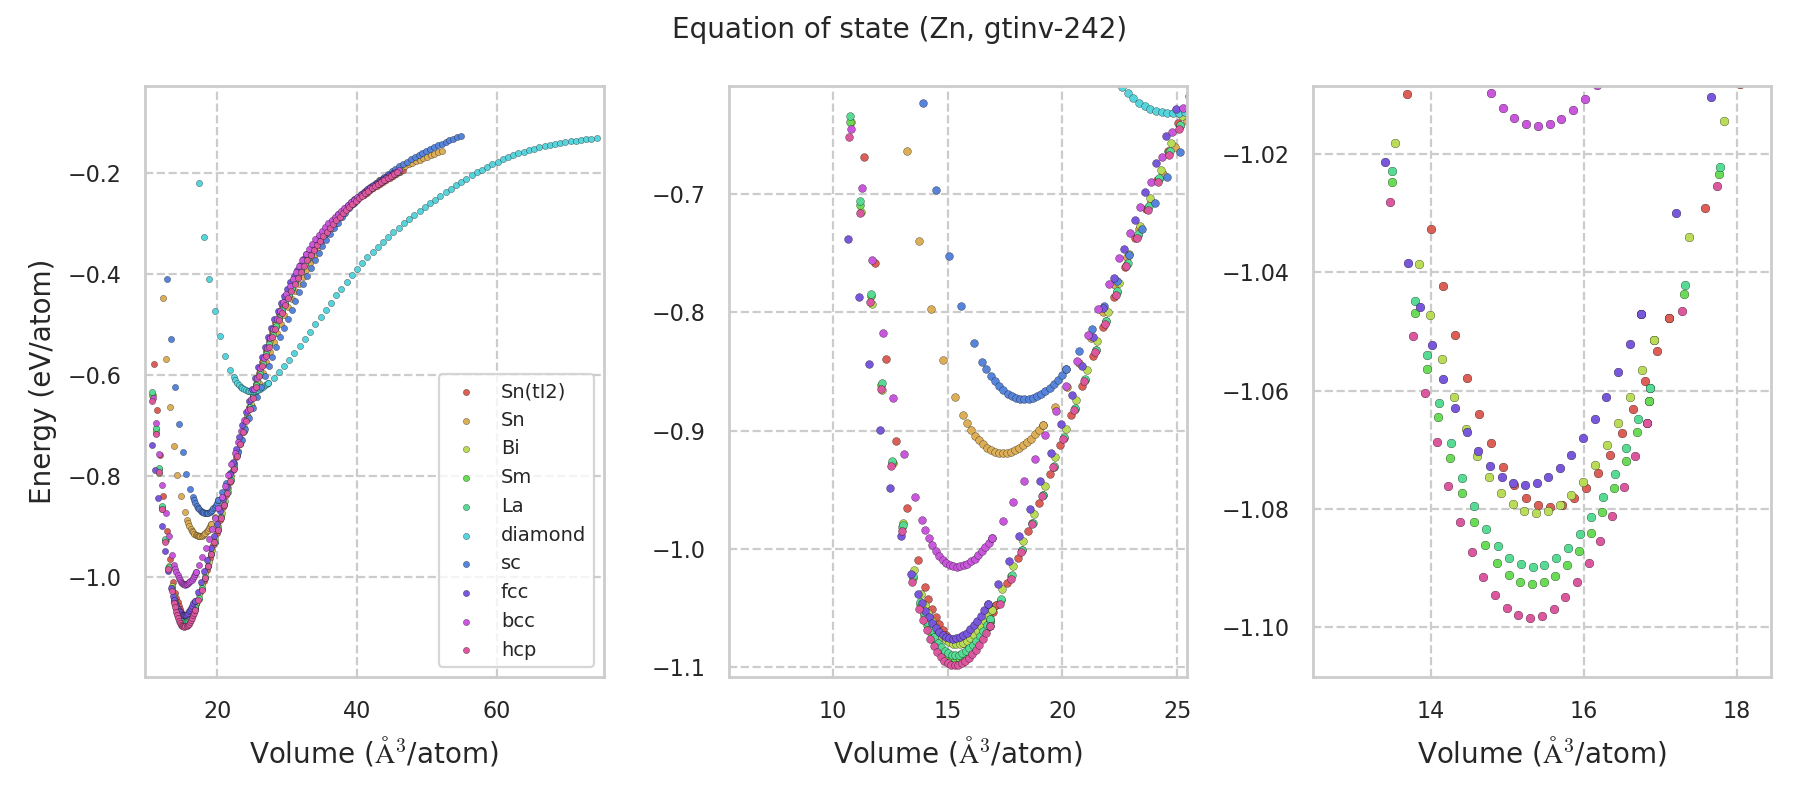 Equation of state (Zn, gtinv-242)
Energy (eV/atom)
−0.2
−0.4
−0.6
−0.8
−1.0
20
40
60
Volume (Å³/atom)
Sn(tI2)
Sn
Bi
Sm
La
diamond
sc
fcc
bcc
hcp
−0.7
−0.8
−0.9
−1.0
−1.1
10
15
20
25
Volume (Å³/atom)
−1.02
−1.04
−1.06
−1.08
−1.10
14
16
18
Volume (Å³/atom)